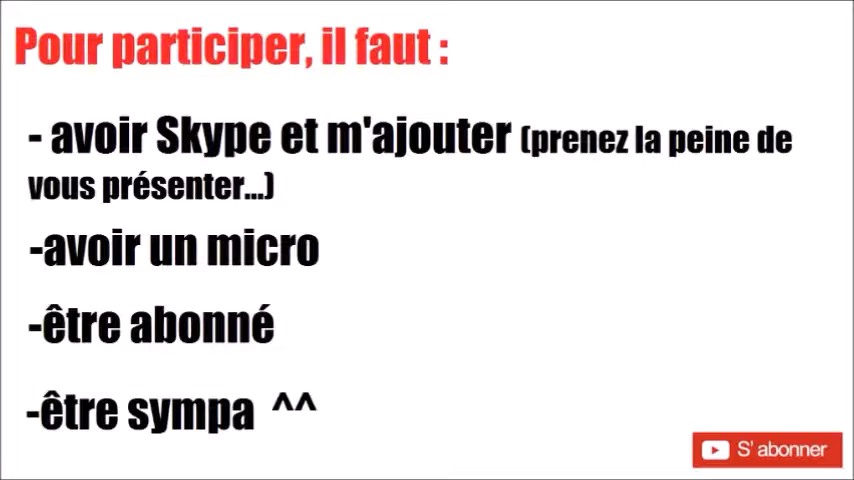 Pour participer, il faut :
- avoir Skype et m'ajouter (prenez la peine de
vous présenter...)
-avoir un micro
-être abonné
-être sympa ^^
S' abonner